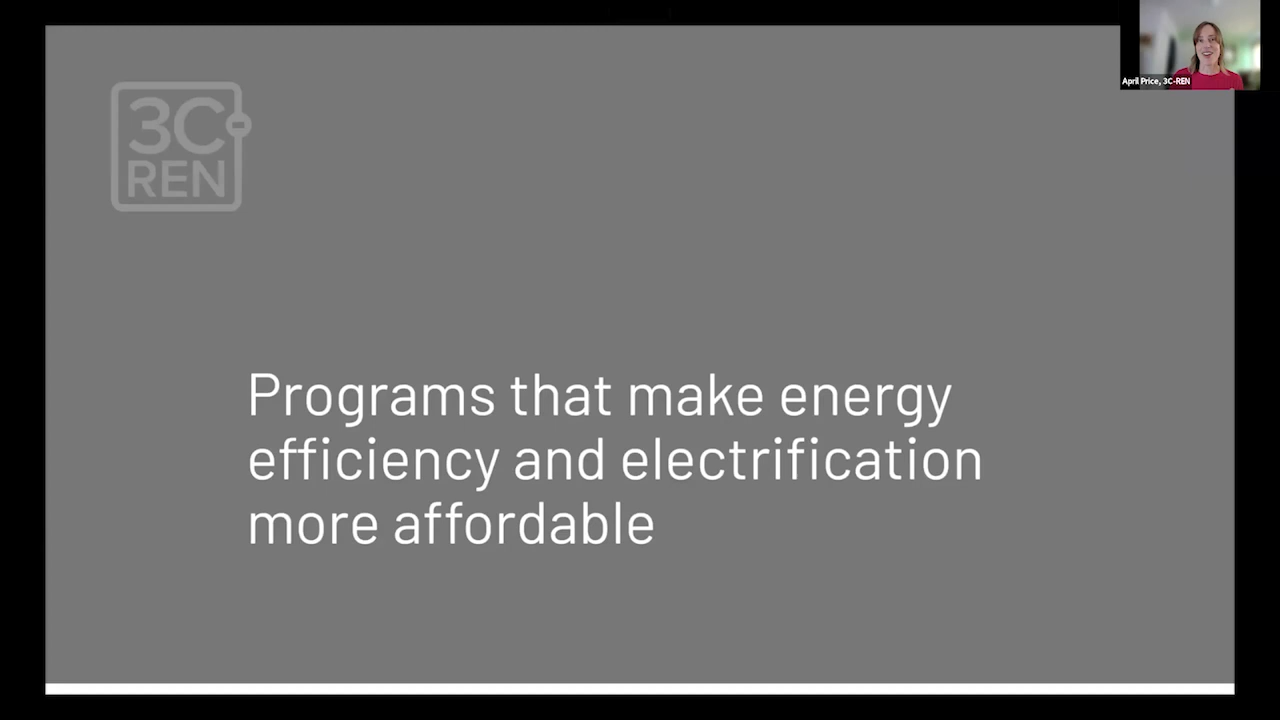 April Price, 3C-REN
3C
REN
Programs that make energy
efficiency and electrification
more affordable